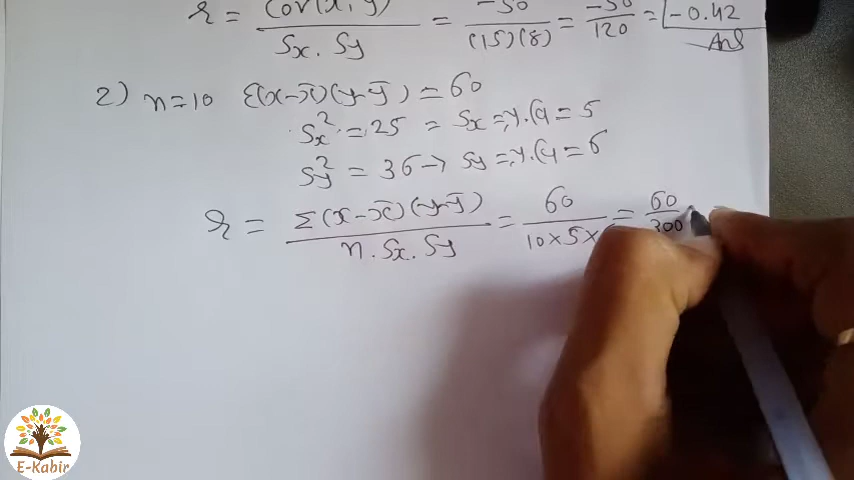 r = Cov(x, y) / Sx . Sy = -50 / (15)(8) = -50 / 120 = -0.42
Ans
2) n=10 Σ(x-x̄)(y-ȳ) = 60
Sx² = 25 = Sx = = 5
Sy² = 36 → Sy = = 6
r = Σ(x-x̄)(y-ȳ) / n . Sx . Sy = 60 / 10×5× = 60 / 300
E-Kabir